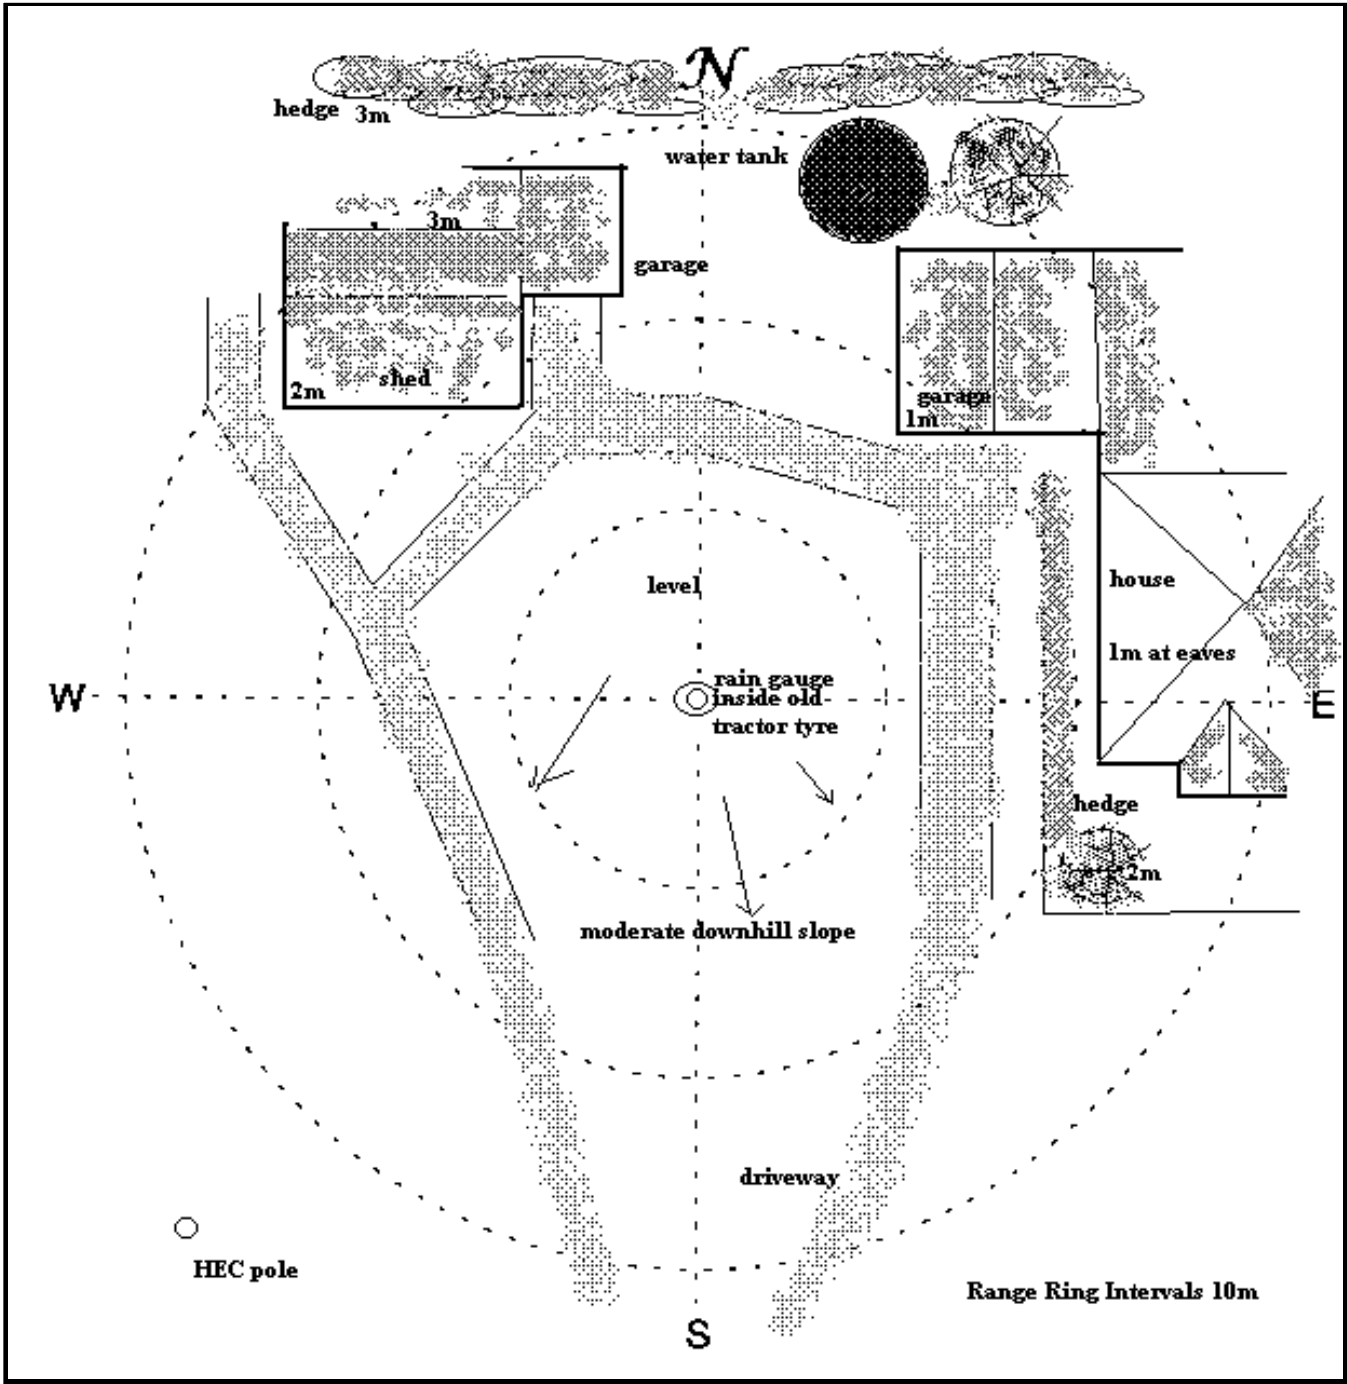 N
hedge 3m
water tank
3m
garage
shed
2m
garage
1m
level
house
1m at eaves
W
rain gauge
inside old
tractor tyre
E
hedge
2m
moderate downhill slope
driveway
HEC pole
Range Ring Intervals 10m
S